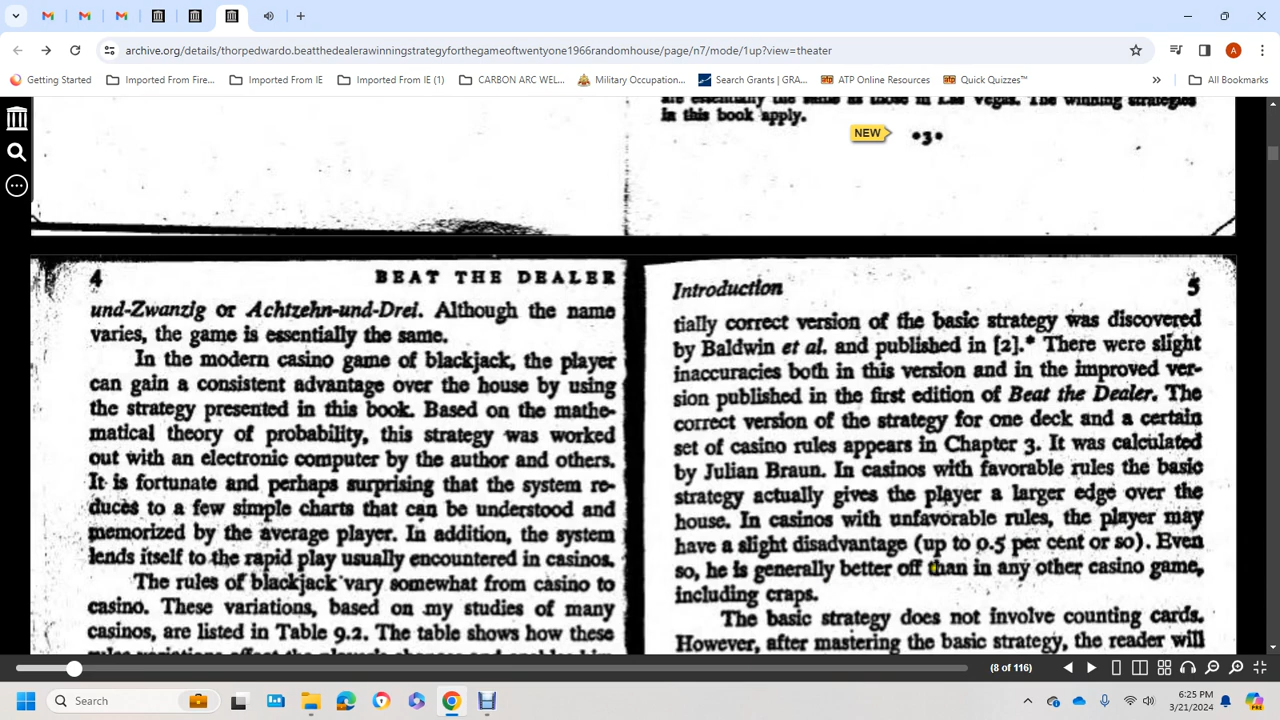 archive.org/details/thorpedwardo.beatthedealerawinningstrategyforthegameoftwentyone1966randomhouse/page/n7/mode/1up?view=theater
A
Getting Started
Imported From Fire...
Imported From IE
Imported From IE (1)
CARBON ARC WEL...
Military Occupation...
Search Grants | GRA...
atp ATP Online Resources
atp Quick Quizzes™
»
All Bookmarks
are essentially the same as those in Las Vegas. The winning strategies
in this book apply.
NEW
•3•
4 BEAT THE DEALER
und-Zwanzig or Achtzehn-und-Drei. Although the name
varies, the game is essentially the same.
In the modern casino game of blackjack, the player
can gain a consistent advantage over the house by using
the strategy presented in this book. Based on the mathe-
matical theory of probability, this strategy was worked
out with an electronic computer by the author and others.
It is fortunate and perhaps surprising that the system re-
duces to a few simple charts that can be understood and
memorized by the average player. In addition, the system
lends itself to the rapid play usually encountered in casinos.
The rules of blackjack vary somewhat from casino to
casino. These variations, based on my studies of many
casinos, are listed in Table 9.2. The table shows how these
Introduction 5
tially correct version of the basic strategy was discovered
by Baldwin et al. and published in [2].* There were slight
inaccuracies both in this version and in the improved ver-
sion published in the first edition of Beat the Dealer. The
correct version of the strategy for one deck and a certain
set of casino rules appears in Chapter 3. It was calculated
by Julian Braun. In casinos with favorable rules the basic
strategy actually gives the player a larger edge over the
house. In casinos with unfavorable rules, the player may
have a slight disadvantage (up to 0.5 per cent or so). Even
so, he is generally better off than in any other casino game,
including craps.
The basic strategy does not involve counting cards.
However, after mastering the basic strategy, the reader will
(8 of 116)
Search
6:25 PM
3/21/2024
PRE